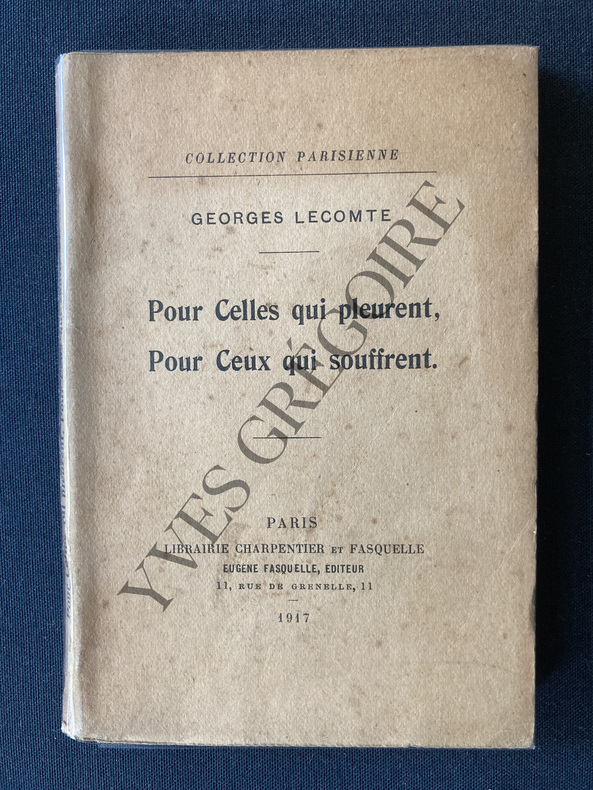 COLLECTION PARISIENNE
GEORGES LECOMTE
Pour Celles qui pleurent,
Pour Ceux qui souffrent.
YVES GRÉGOIRE
PARIS
LIBRAIRIE CHARPENTIER ET FASQUELLE
EUGÈNE FASQUELLE, ÉDITEUR
11, RUE DE GRENELLE, 11
1917